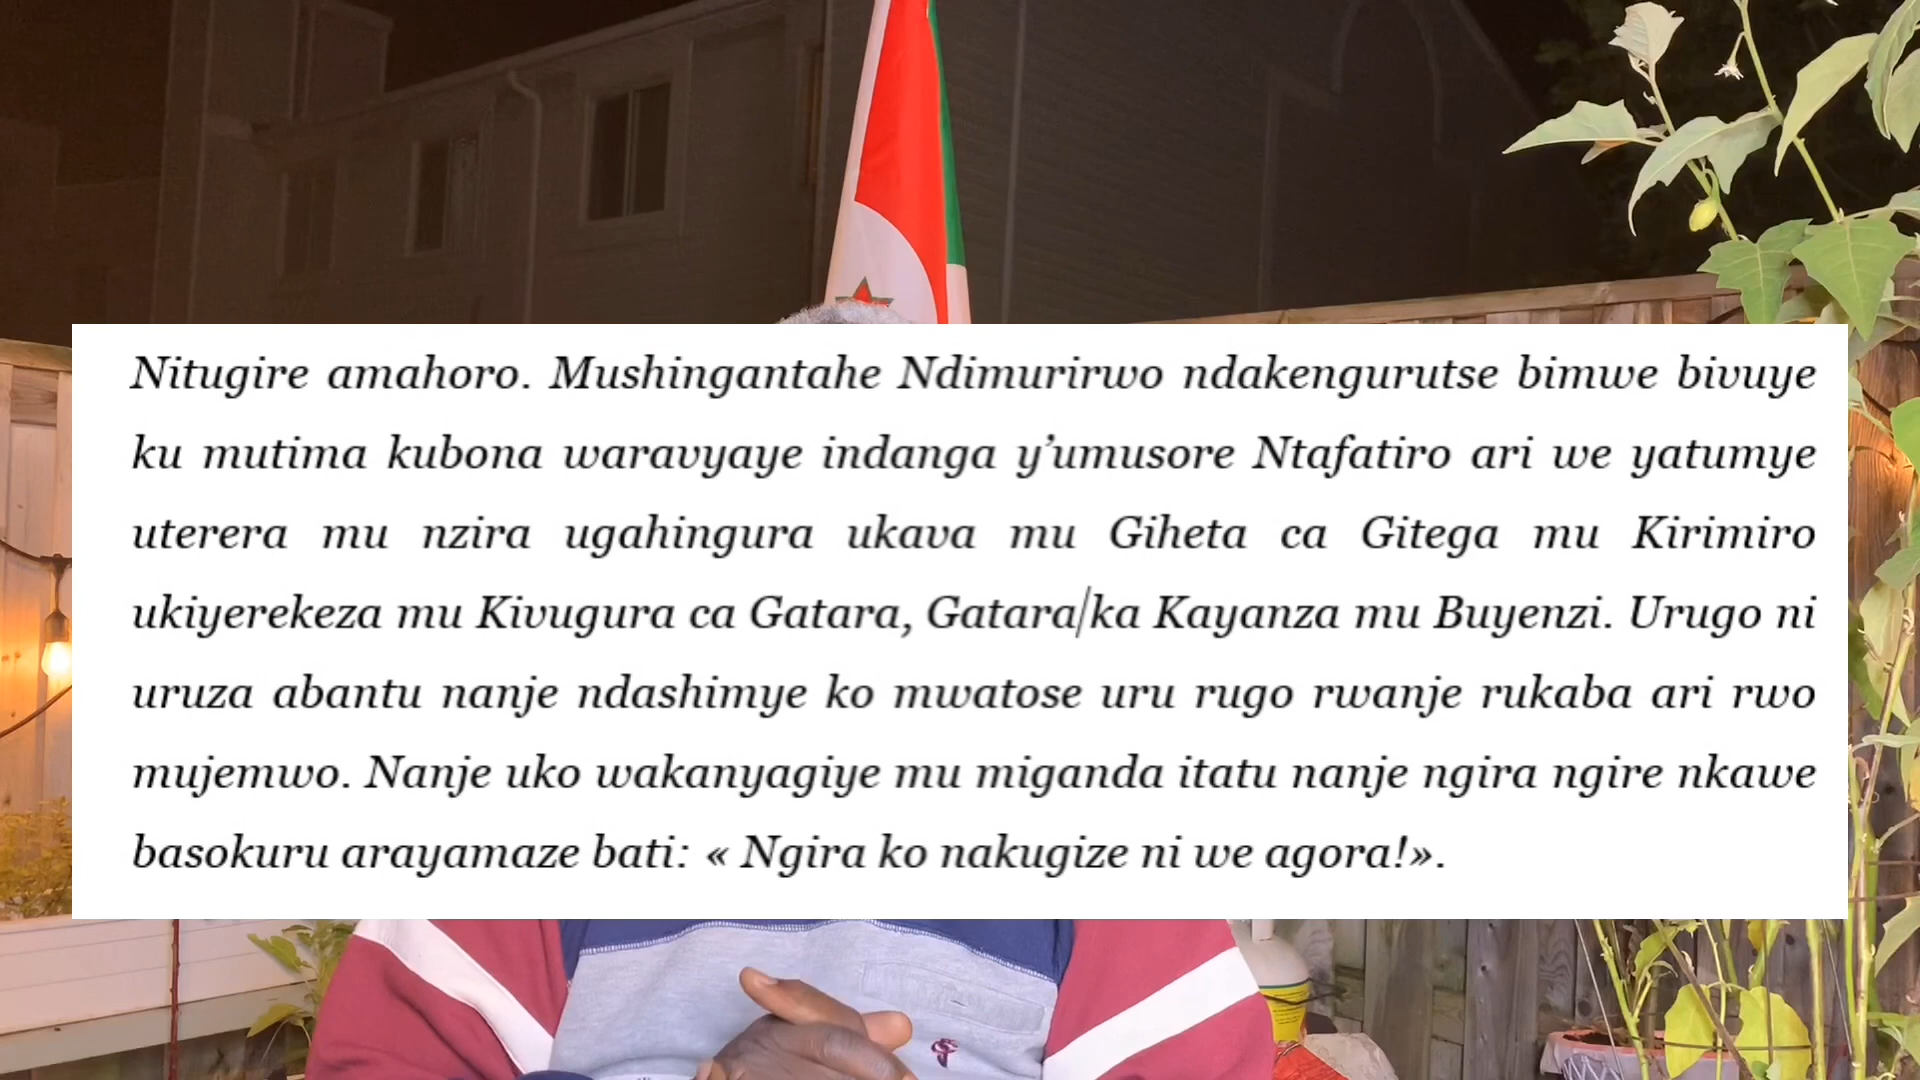 Nitugire amahoro. Mushingantahe Ndimurirwo ndakengurutse bimwe bivuye
ku mutima kubona waravyaye indanga y’umusore Ntafatiro ari we yatumye
uterera mu nzira ugahingura ukava mu Giheta ca Gitega mu Kirimiro
ukiyerekeza mu Kivugura ca Gatara, Gatara ka Kayanza mu Buyenzi. Urugo ni
uruza abantu nanje ndashimye ko mwatose uru rugo rwanje rukaba ari rwo
mujemwo. Nanje uko wakanyagiye mu miganda itatu nanje ngira ngire nkawe
basokuru arayamaze bati: « Ngira ko nakugize ni we agora!».